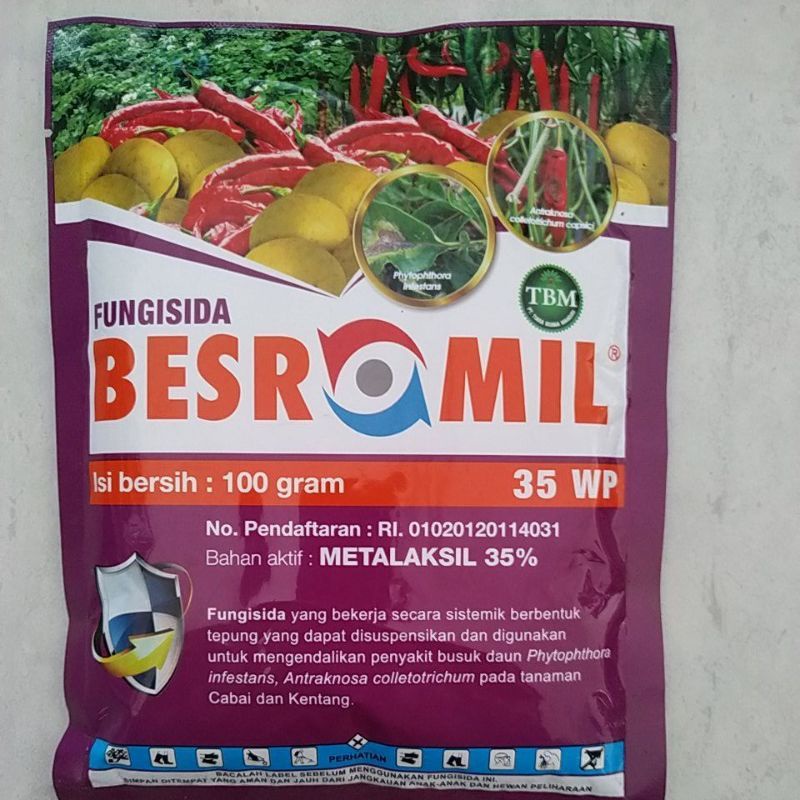 Antraknosa
colletotrichum capsici
Phytophthora
infestans
TBM
FUNGISIDA
BESROMIL®
Isi bersih : 100 gram 35 WP
No. Pendaftaran : RI. 01020120114031
Bahan aktif : METALAKSIL 35%
Fungisida yang bekerja secara sistemik berbentuk
tepung yang dapat disuspensikan dan digunakan
untuk mengendalikan penyakit busuk daun Phytophthora
infestans, Antraknosa colletotrichum pada tanaman
Cabai dan Kentang.
PERHATIAN
BACALAH LABEL SEBELUM MENGGUNAKAN FUNGISIDA INI.
SIMPAN DITEMPAT YANG AMAN DAN JAUH DARI JANGKAUAN ANAK-ANAK DAN HEWAN PELIHARAAN